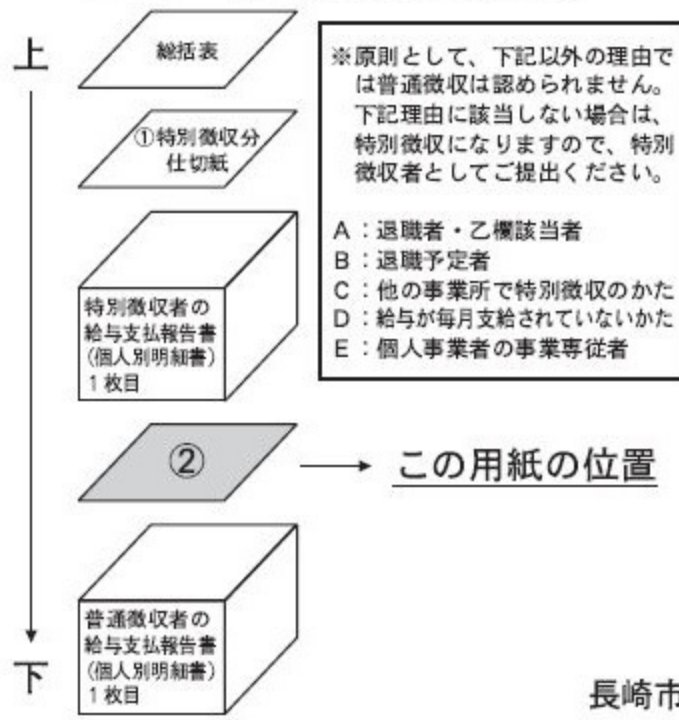 上
総括表
①特別徴収分
仕切紙
特別徴収者の
給与支払報告書
(個人別明細書)
1枚目
②
この用紙の位置
普通徴収者の
給与支払報告書
(個人別明細書)
1枚目
下
※原則として、下記以外の理由で
は普通徴収は認められません。
下記理由に該当しない場合は、
特別徴収になりますので、特別
徴収者としてご提出ください。
A：退職者・乙欄該当者
B：退職予定者
C：他の事業所で特別徴収のかた
D：給与が毎月支給されていないかた
E：個人事業者の事業専従者
長崎市